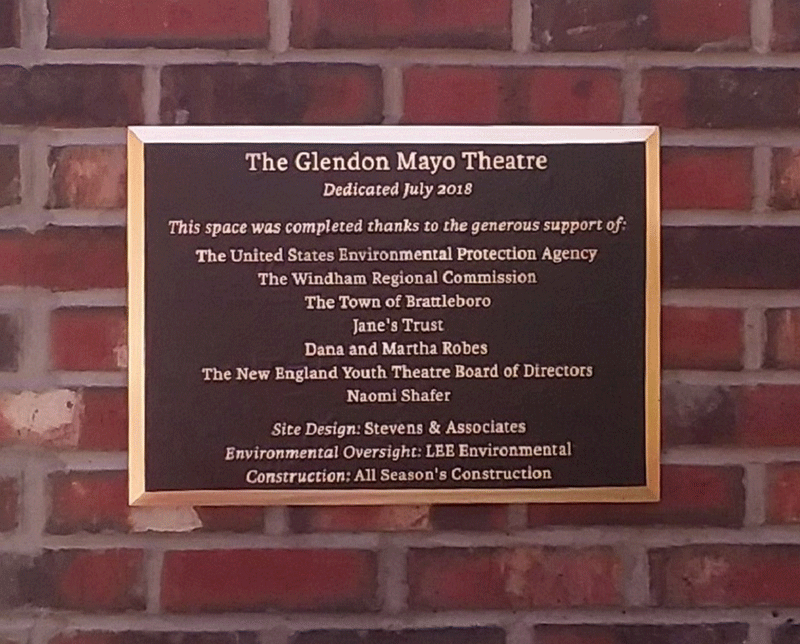 The Glendon Mayo Theatre
Dedicated July 2018
This space was completed thanks to the generous support of:
The United States Environmental Protection Agency
The Windham Regional Commission
The Town of Brattleboro
Jane's Trust
Dana and Martha Robes
The New England Youth Theatre Board of Directors
Naomi Shafer
Site Design: Stevens & Associates
Environmental Oversight: LEE Environmental
Construction: All Season's Construction